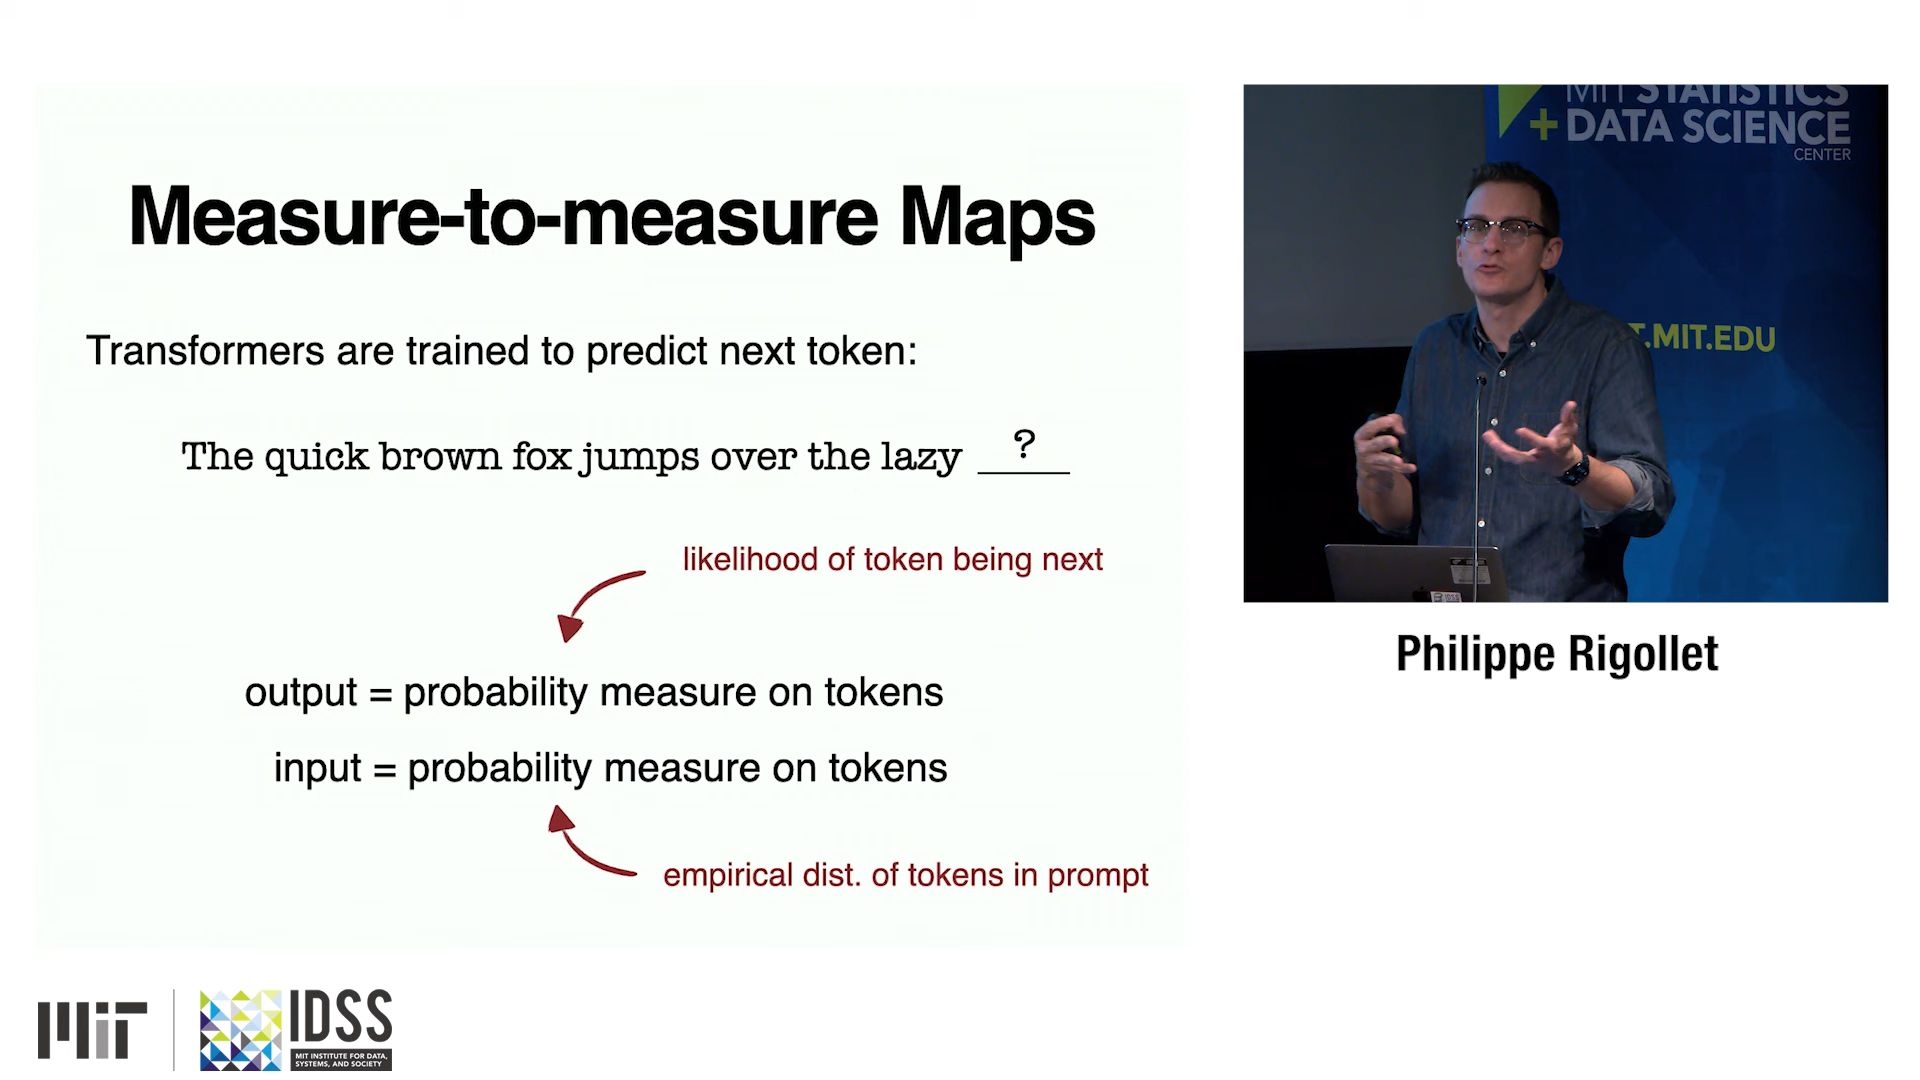 Measure-to-measure Maps
Transformers are trained to predict next token:
The quick brown fox jumps over the lazy ?
likelihood of token being next
output = probability measure on tokens
input = probability measure on tokens
empirical dist. of tokens in prompt
MIT STATISTICS
+ DATA SCIENCE
CENTER
T.MIT.EDU
Philippe Rigollet
MIT
IDSS
MIT INSTITUTE FOR DATA,
SYSTEMS, AND SOCIETY